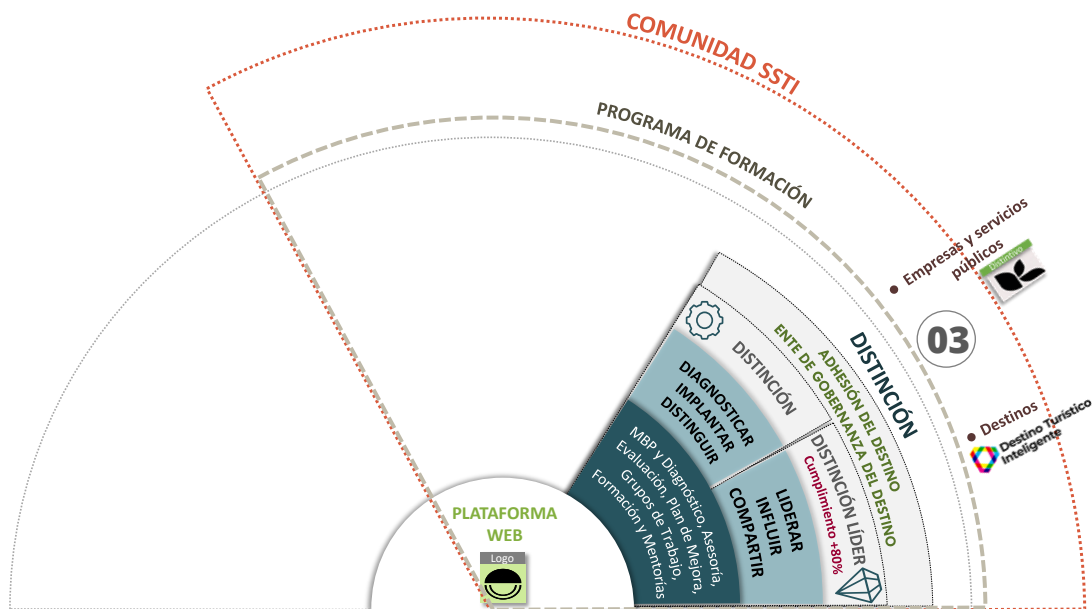 COMUNIDAD SSTI
PROGRAMA DE FORMACIÓN
Empresas y servicios
públicos
Distintivo
03
DISTINCIÓN
Destinos
Destino Turístico
Inteligente
ADHESIÓN DEL DESTINO
ENTE DE GOBERNANZA DEL DESTINO
DISTINCIÓN
DIAGNOSTICAR
IMPLANTAR
DISTINGUIR
DISTINCIÓN LÍDER
Cumplimiento +80%
LIDERAR
INFLUIR
COMPARTIR
MBP y Diagnóstico, Asesoría,
Evaluación, Plan de Mejora,
Grupos de Trabajo,
Formación y Mentorías
PLATAFORMA
WEB
Logo